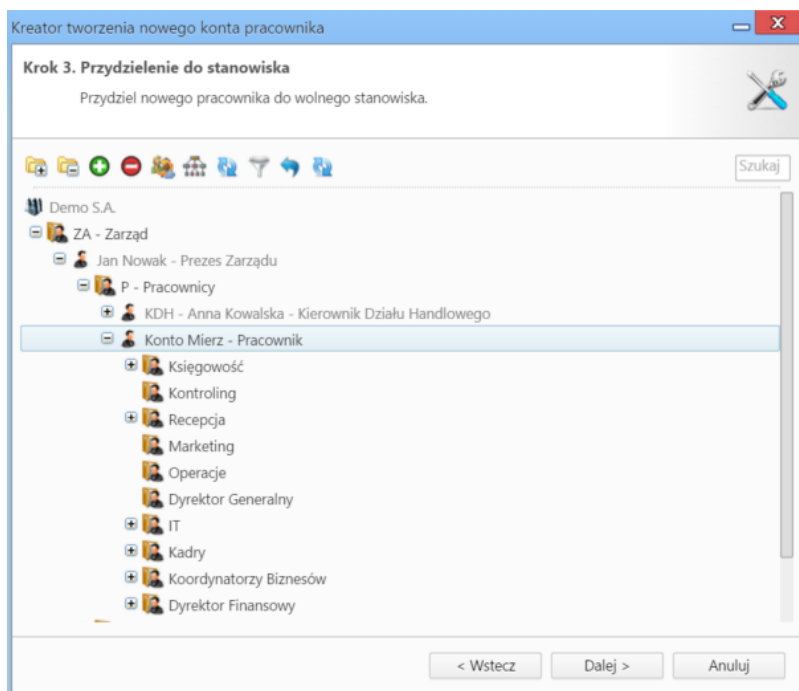 Kreator tworzenia nowego konta pracownika
Krok 3. Przydzielenie do stanowiska
Przydziel nowego pracownika do wolnego stanowiska.
Szukaj
Demo S.A.
ZA - Zarząd
Jan Nowak - Prezes Zarządu
P - Pracownicy
KDH - Anna Kowalska - Kierownik Działu Handlowego
Konto Mierz - Pracownik
Księgowość
Kontroling
Recepcja
Marketing
Operacje
Dyrektor Generalny
IT
Kadry
Koordynatorzy Biznesów
Dyrektor Finansowy
< Wstecz
Dalej >
Anuluj